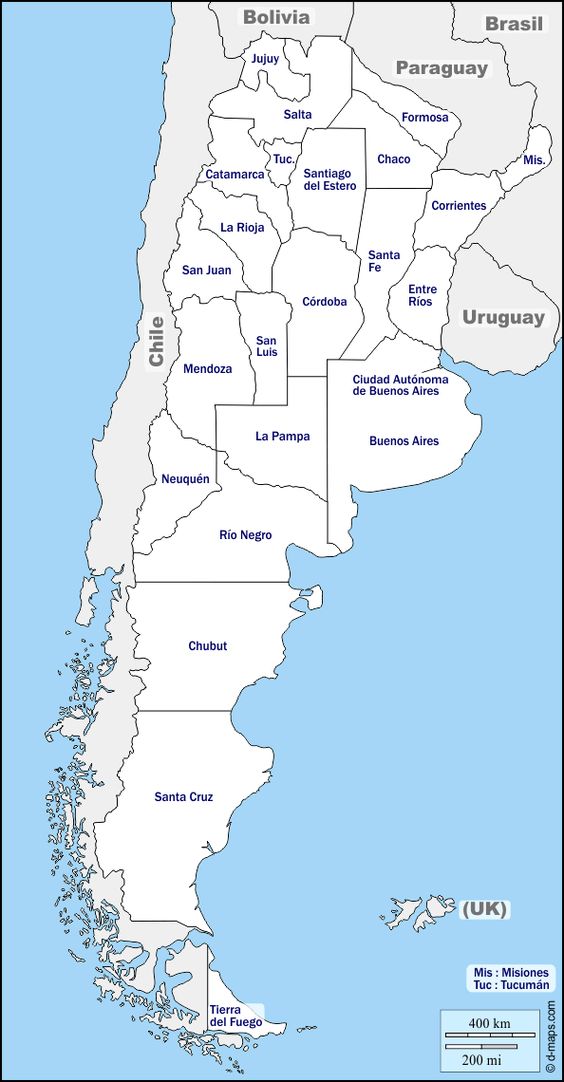 Bolivia
Brasil
Jujuy
Paraguay
Salta
Formosa
Tuc.
Chaco
Mis.
Catamarca
Santiago
del Estero
Corrientes
La Rioja
Santa
Fe
San Juan
Entre
Ríos
Córdoba
Uruguay
Chile
San
Luis
Mendoza
Ciudad Autónoma
de Buenos Aires
La Pampa
Buenos Aires
Neuquén
Río Negro
Chubut
Santa Cruz
(UK)
Mis : Misiones
Tuc : Tucumán
Tierra
del Fuego
400 km
200 mi
© d-maps.com